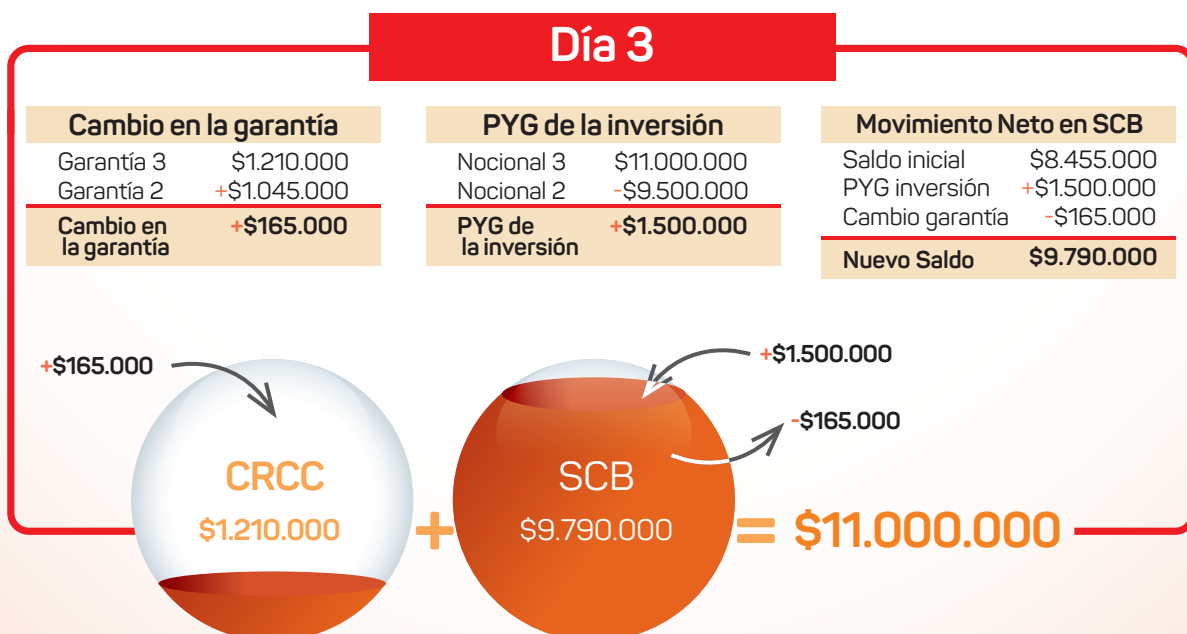 Día 3
Cambio en la garantía
Garantía 3 $1.210.000
Garantía 2 +$1.045.000
Cambio en +$165.000
la garantía
PYG de la inversión
Nocional 3 $11.000.000
Nocional 2 -$9.500.000
PYG de +$1.500.000
la inversión
Movimiento Neto en SCB
Saldo inicial $8.455.000
PYG inversión +$1.500.000
Cambio garantía -$165.000
Nuevo Saldo $9.790.000
+$165.000
+$1.500.000
-$165.000
CRCC
$1.210.000
+
SCB
$9.790.000
= $11.000.000